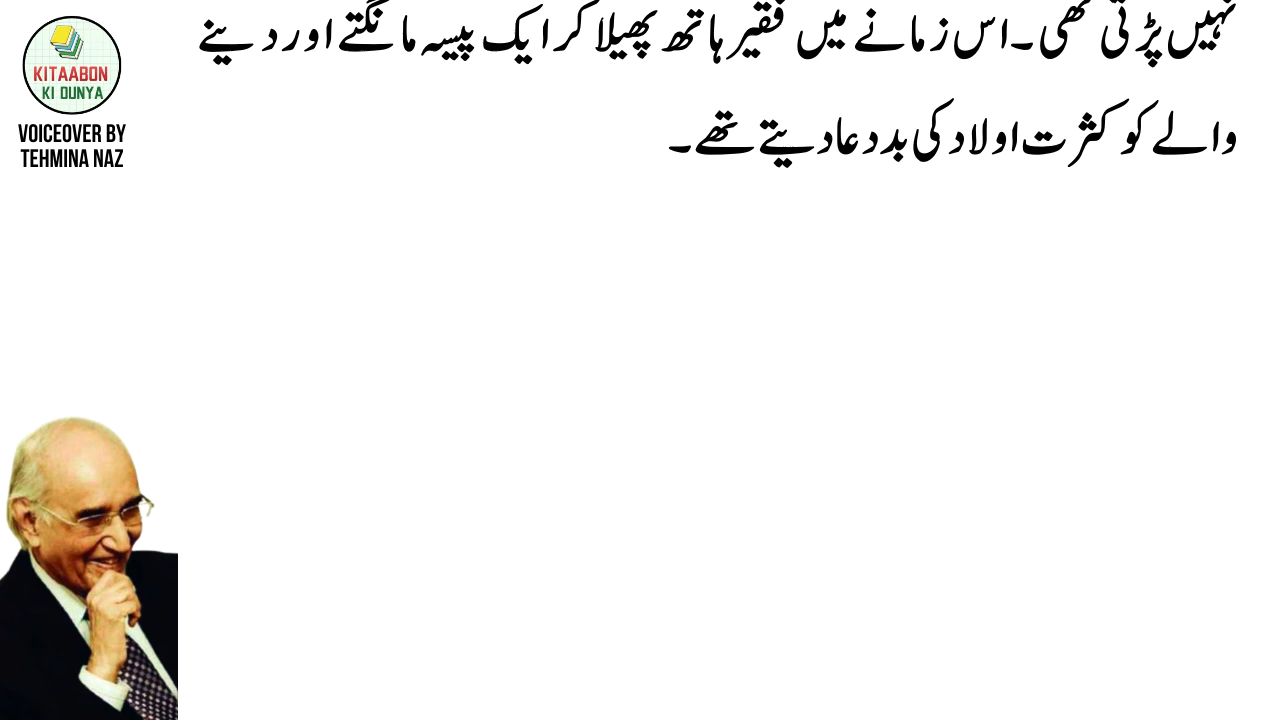 نہیں پڑتی تھی۔ اس زمانے میں فقیر ہاتھ پھیلا کر ایک پیسہ مانگتے اور دینے
والے کو کثرت اولاد کی بددعا دیتے تھے۔
KITAABON
KI DUNYA
VOICEOVER BY
TEHMINA NAZ